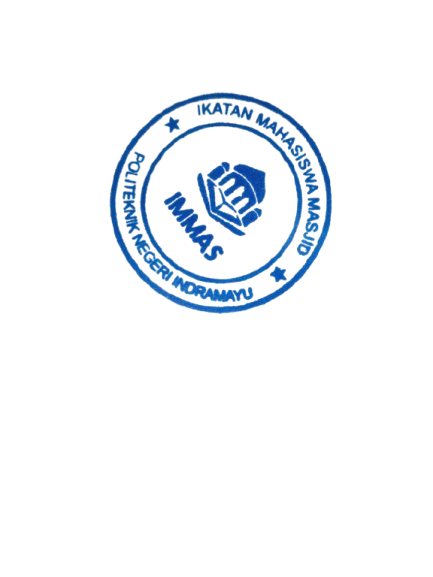 IKATAN MAHASISWA MASJID
IMMAS
POLITEKNIK NEGERI INDRAMAYU